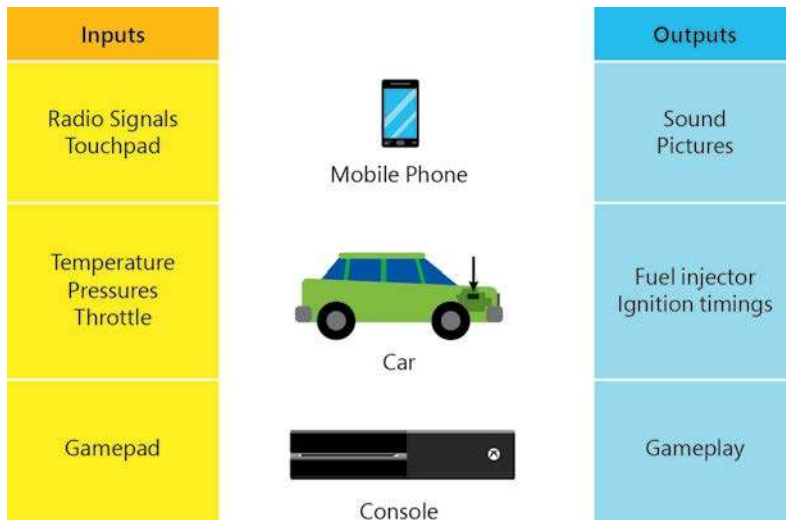 Inputs
Outputs
Radio Signals
Touchpad
Mobile Phone
Sound
Pictures
Temperature
Pressures
Throttle
Car
Fuel injector
Ignition timings
Gamepad
Console
Gameplay